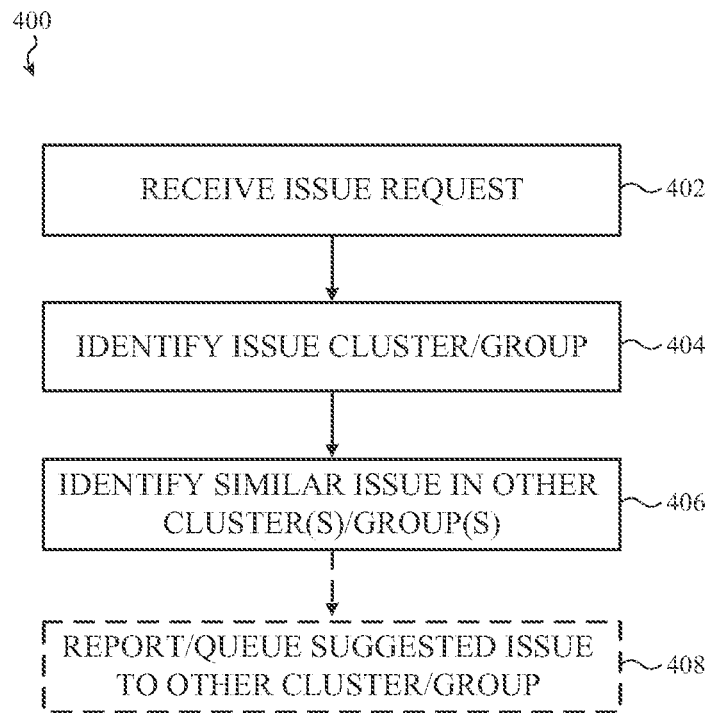 400
RECEIVE ISSUE REQUEST
402
IDENTIFY ISSUE CLUSTER/GROUP
404
IDENTIFY SIMILAR ISSUE IN OTHER
CLUSTER(S)/GROUP(S)
406
REPORT/QUEUE SUGGESTED ISSUE
TO OTHER CLUSTER/GROUP
408